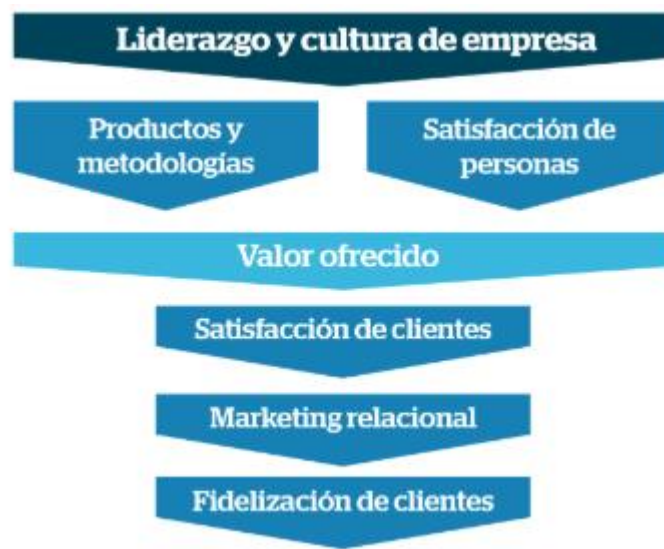 Liderazgo y cultura de empresa
Productos y
metodologías
Satisfacción de
personas
Valor ofrecido
Satisfacción de clientes
Marketing relacional
Fidelización de clientes